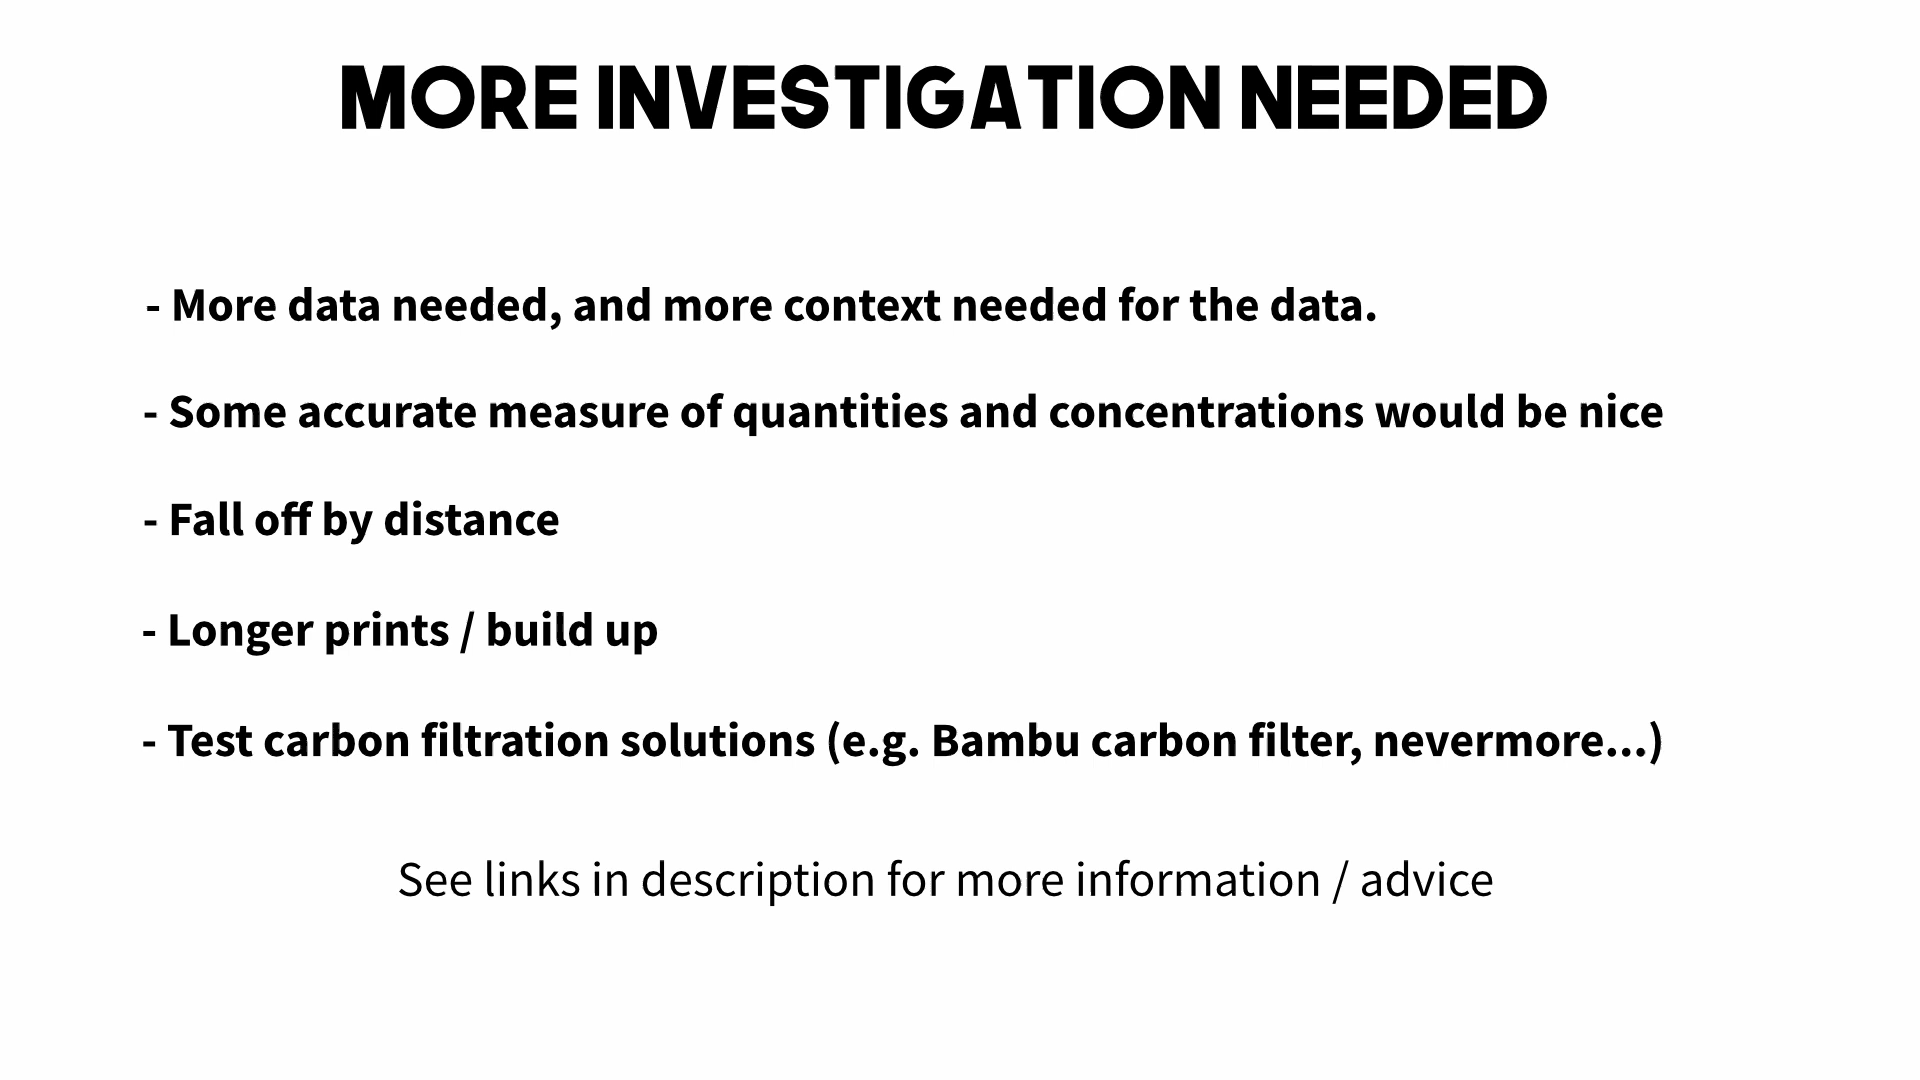 MORE INVESTIGATION NEEDED
- More data needed, and more context needed for the data.
- Some accurate measure of quantities and concentrations would be nice
- Fall off by distance
- Longer prints / build up
- Test carbon filtration solutions (e.g. Bambu carbon filter, nevermore...)
See links in description for more information / advice